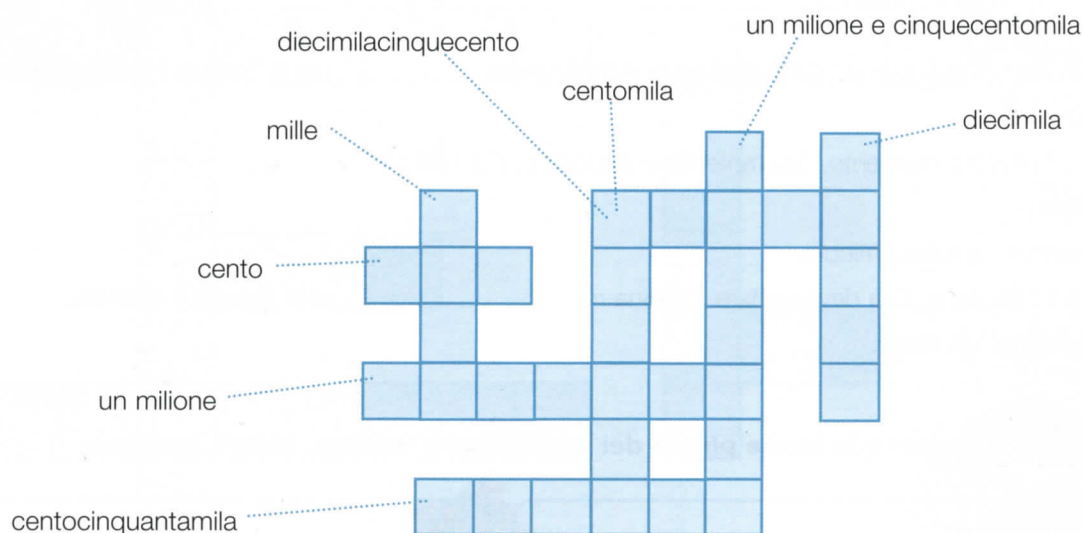 un milione e cinquecentomila
diecimilacinquecento
centomila
diecimila
mille
cento
un milione
centocinquantamila